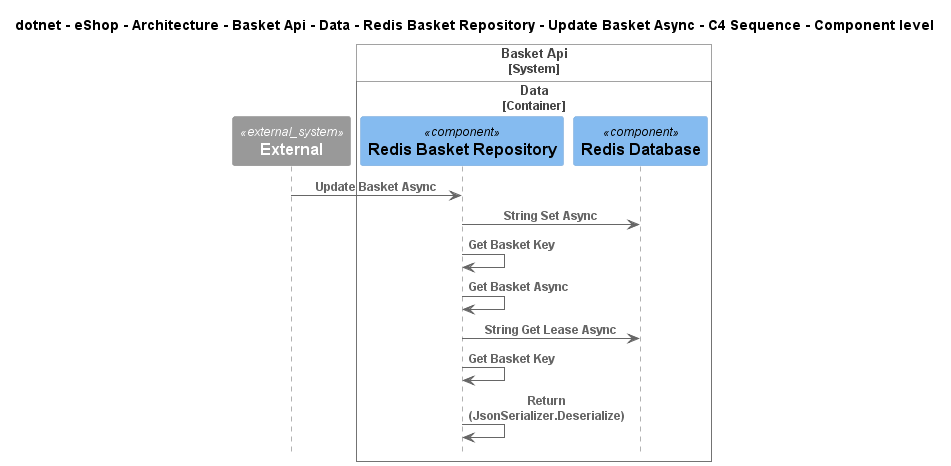 dotnet - eShop - Architecture - Basket Api - Data - Redis Basket Repository - Update Basket Async - C4 Sequence - Component level
Basket Api
[System]
Data
[Container]
«external_system»
External
«component»
Redis Basket Repository
«component»
Redis Database
Update Basket Async
String Set Async
Get Basket Key
Get Basket Async
String Get Lease Async
Get Basket Key
Return
(JsonSerializer.Deserialize)